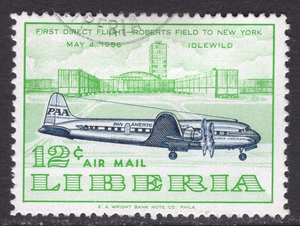 FIRST DIRECT FLIGHT—ROBERTS FIELD TO NEW YORK
MAY 4, 1956 IDLEWILD
PAA
PAN AMERIC
12¢ AIR MAIL
LIBERIA
E. A. WRIGHT BANK NOTE CO. PHILA.